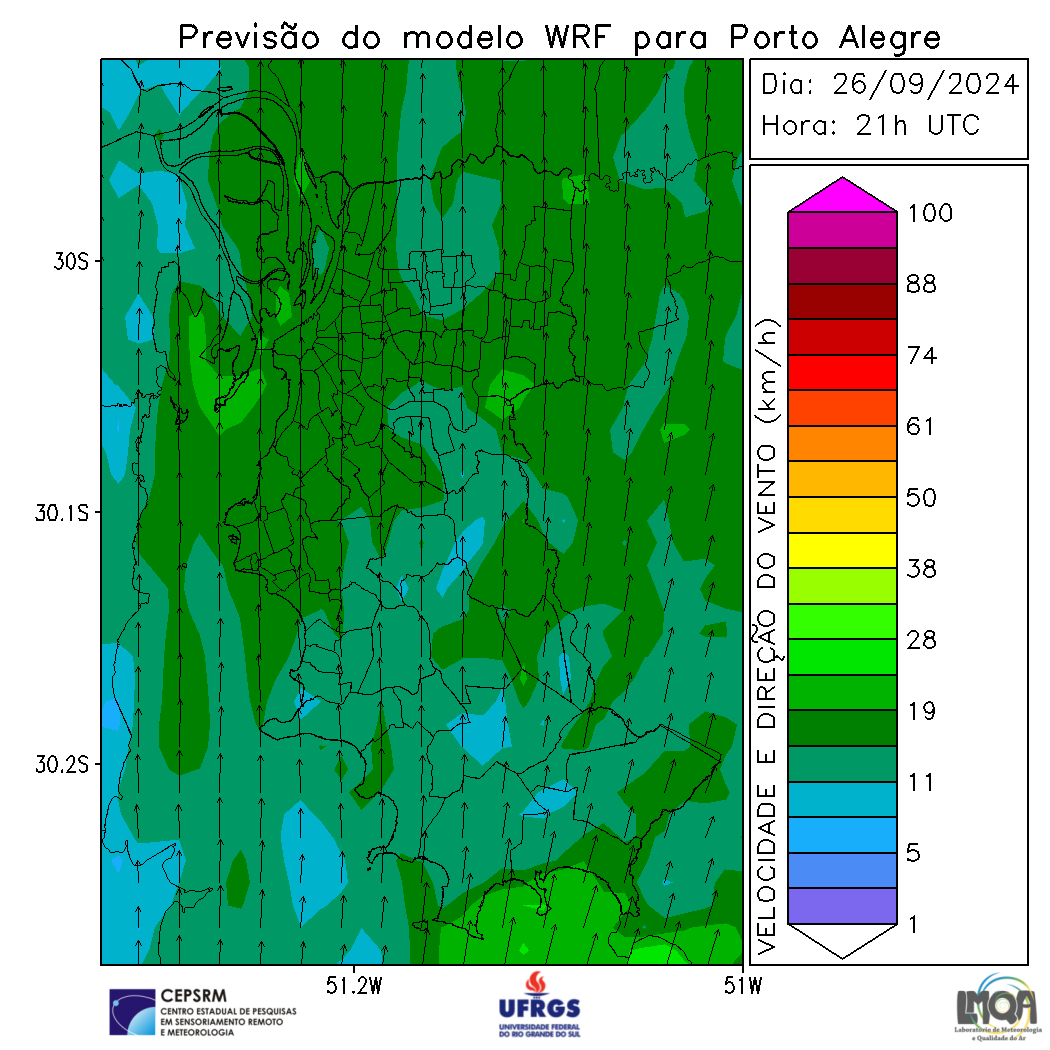 Previsão do modelo WRF para Porto Alegre
Dia: 26/09/2024
Hora: 21h UTC
30S
30.1S
30.2S
51.2W
51W
VELOCIDADE E DIREÇÃO DO VENTO (km/h)
100
88
74
61
50
38
28
19
11
5
1
CEPSRM
CENTRO ESTADUAL DE PESQUISAS
EM SENSORIAMENTO REMOTO
E METEOROLOGIA
UFRGS
UNIVERSIDADE FEDERAL
DO RIO GRANDE DO SUL
LMQA
Laboratório de Meteorologia
e Qualidade do Ar